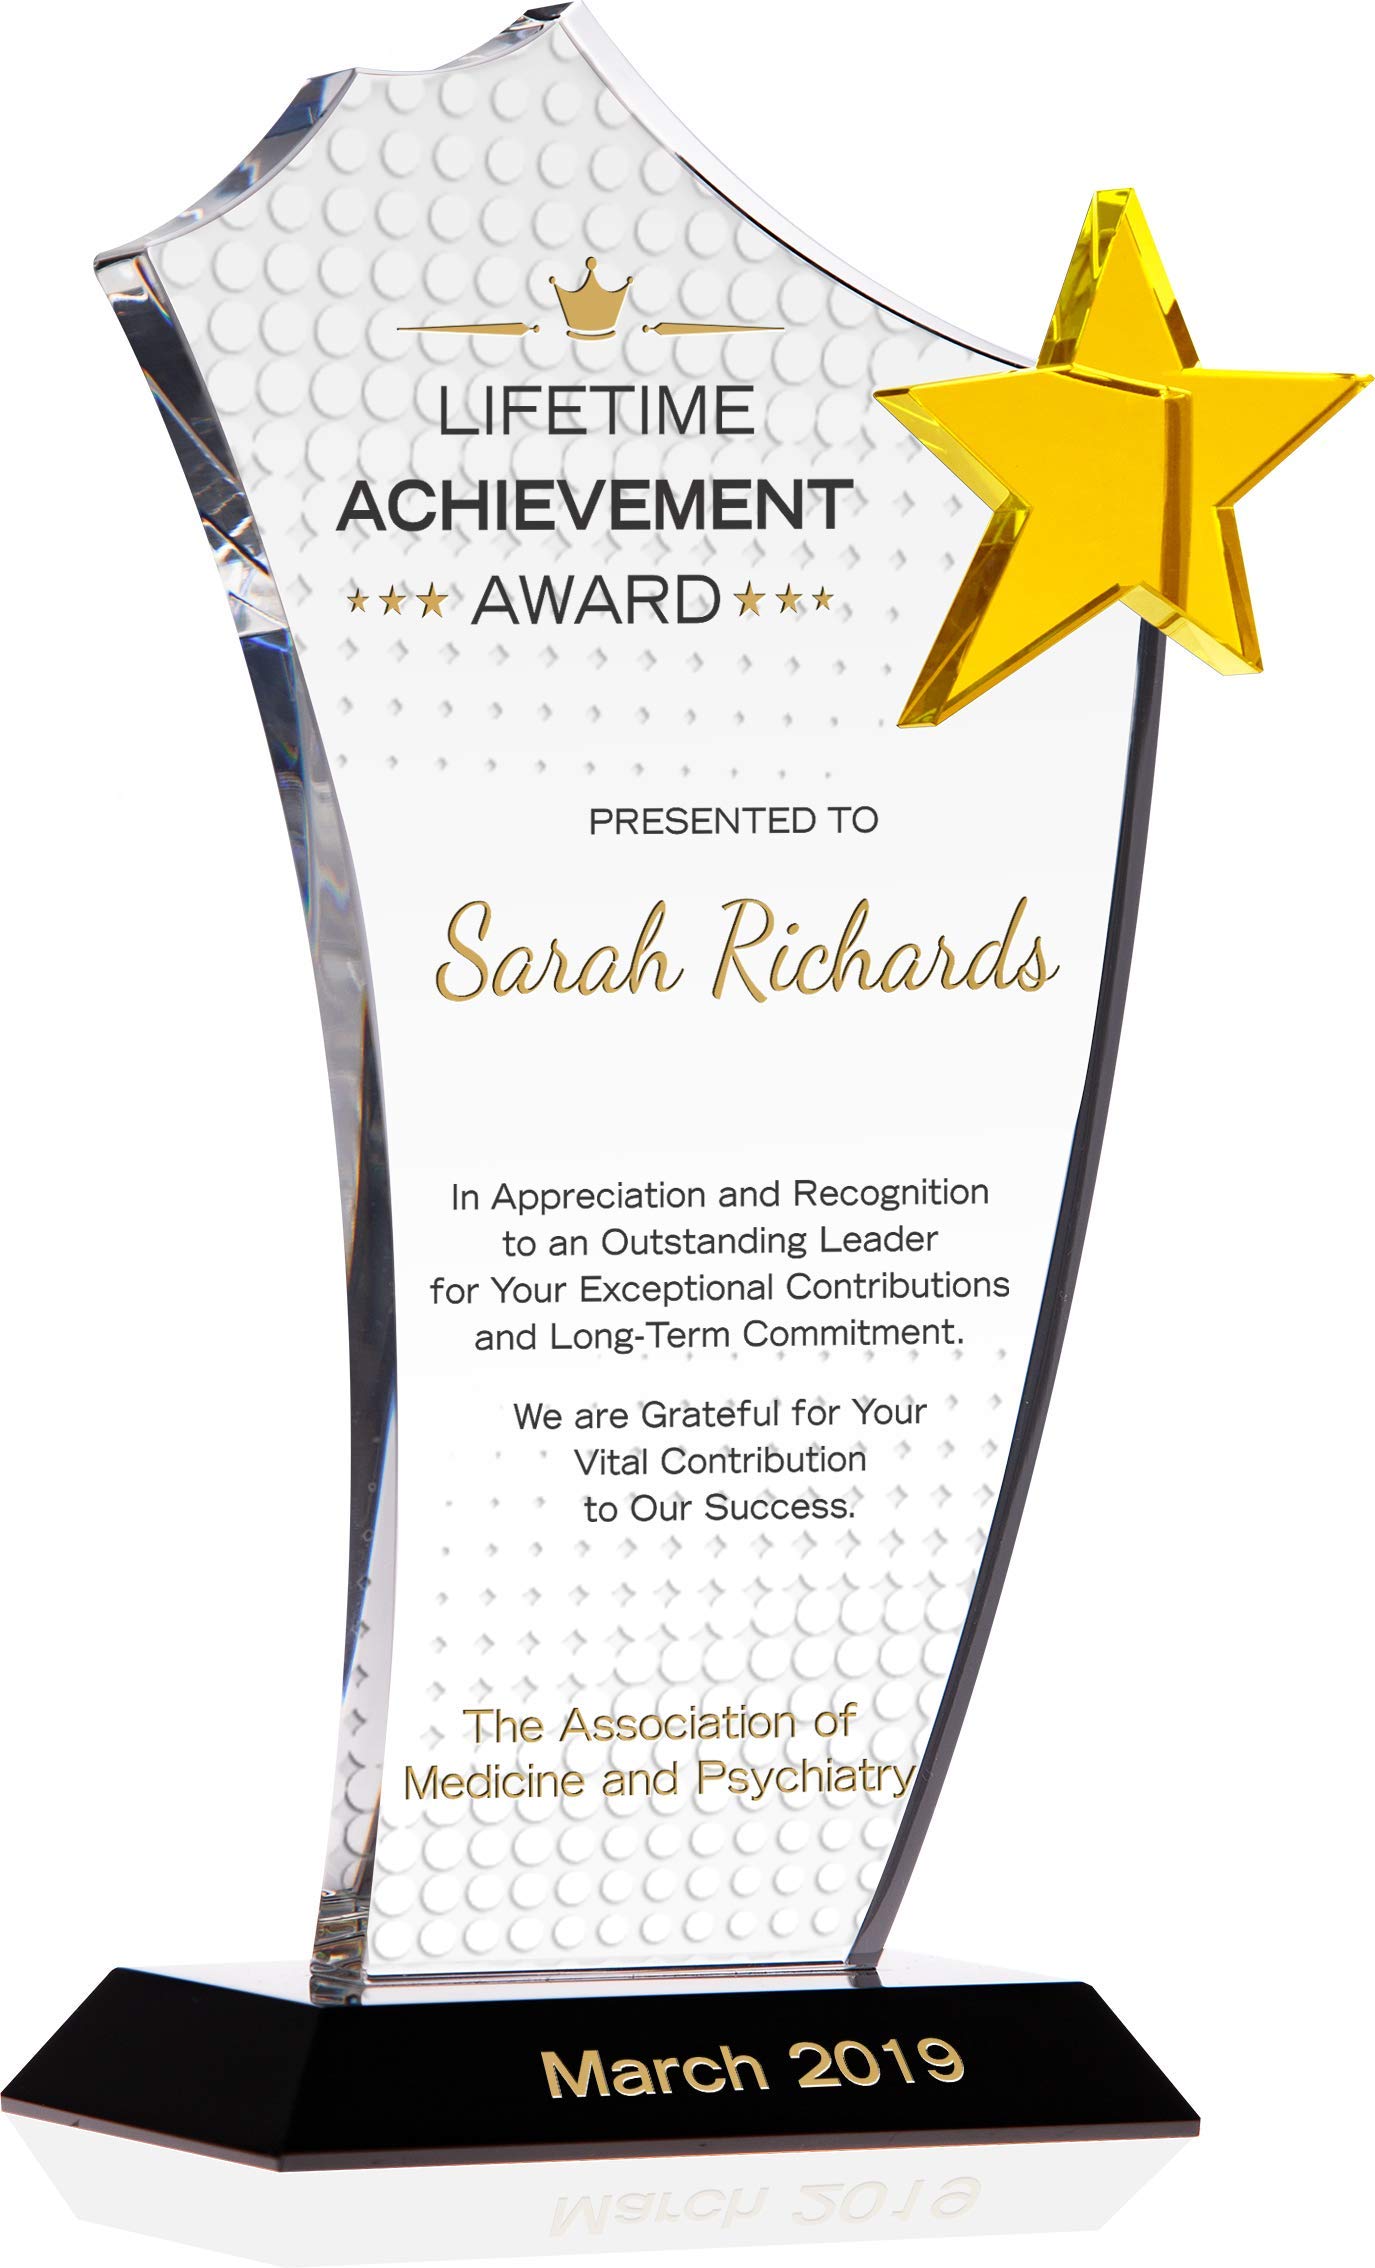 LIFETIME
ACHIEVEMENT
AWARD
PRESENTED TO
Sarah Richards
In Appreciation and Recognition
to an Outstanding Leader
for Your Exceptional Contributions
and Long-Term Commitment.
We are Grateful for Your
Vital Contribution
to Our Success.
The Association of
Medicine and Psychiatry
March 2019